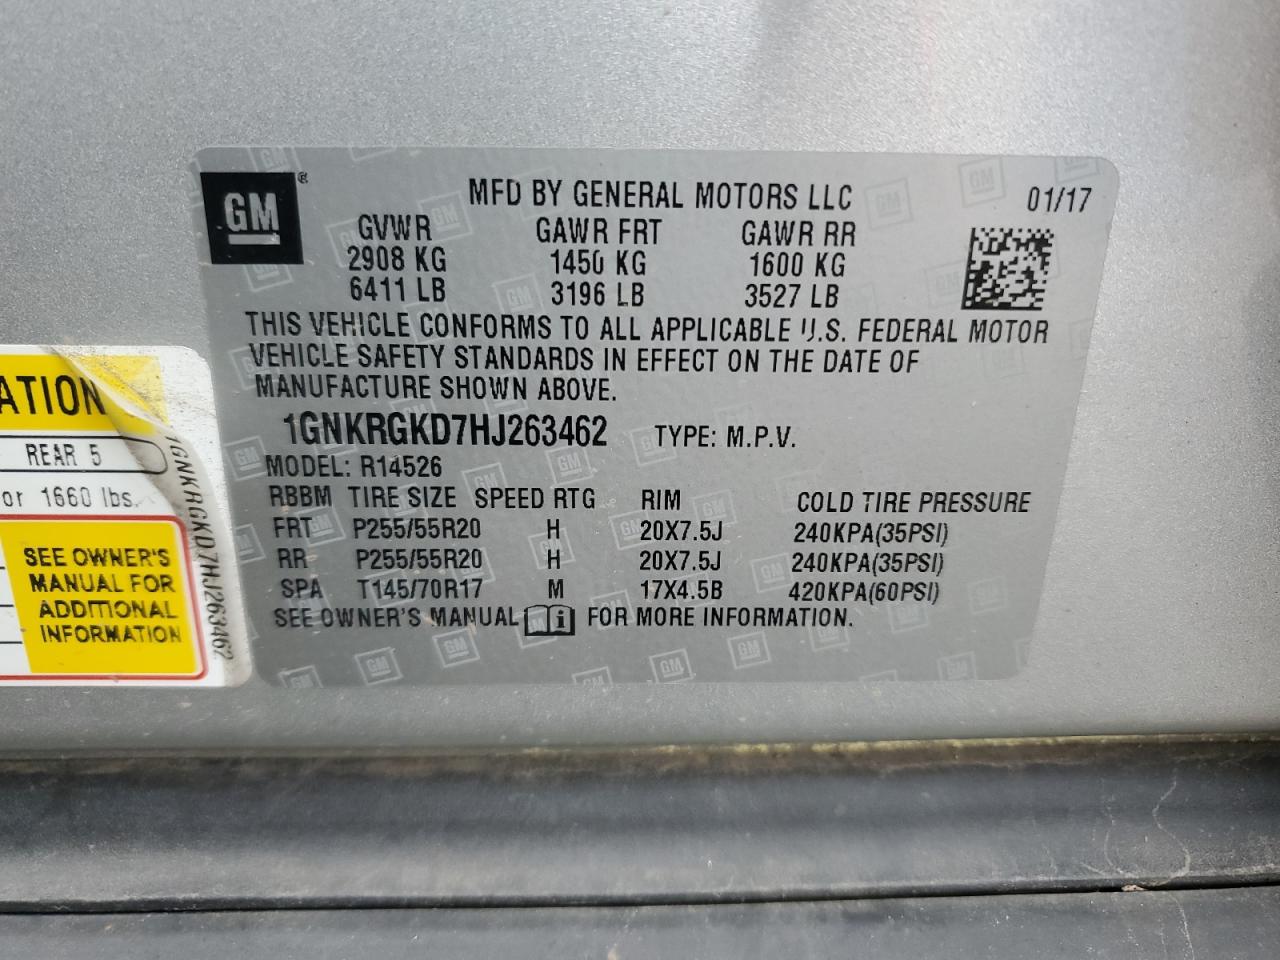 GM®
MFD BY GENERAL MOTORS LLC 01/17
GVWR GAWR FRT GAWR RR
2908 KG 1450 KG 1600 KG
6411 LB 3196 LB 3527 LB
THIS VEHICLE CONFORMS TO ALL APPLICABLE U.S. FEDERAL MOTOR
VEHICLE SAFETY STANDARDS IN EFFECT ON THE DATE OF
MANUFACTURE SHOWN ABOVE.
1GNKRGKD7HJ263462 TYPE: M.P.V.
MODEL: R14526
RBBM TIRE SIZE SPEED RTG RIM COLD TIRE PRESSURE
FRT P255/55R20 H 20X7.5J 240KPA(35PSI)
RR P255/55R20 H 20X7.5J 240KPA(35PSI)
SPA T145/70R17 M 17X4.5B 420KPA(60PSI)
SEE OWNER'S MANUAL i FOR MORE INFORMATION.
ATION
REAR 5
or 1660 lbs.
SEE OWNER'S
MANUAL FOR
ADDITIONAL
INFORMATION
1GNKRGKD7HJ263462